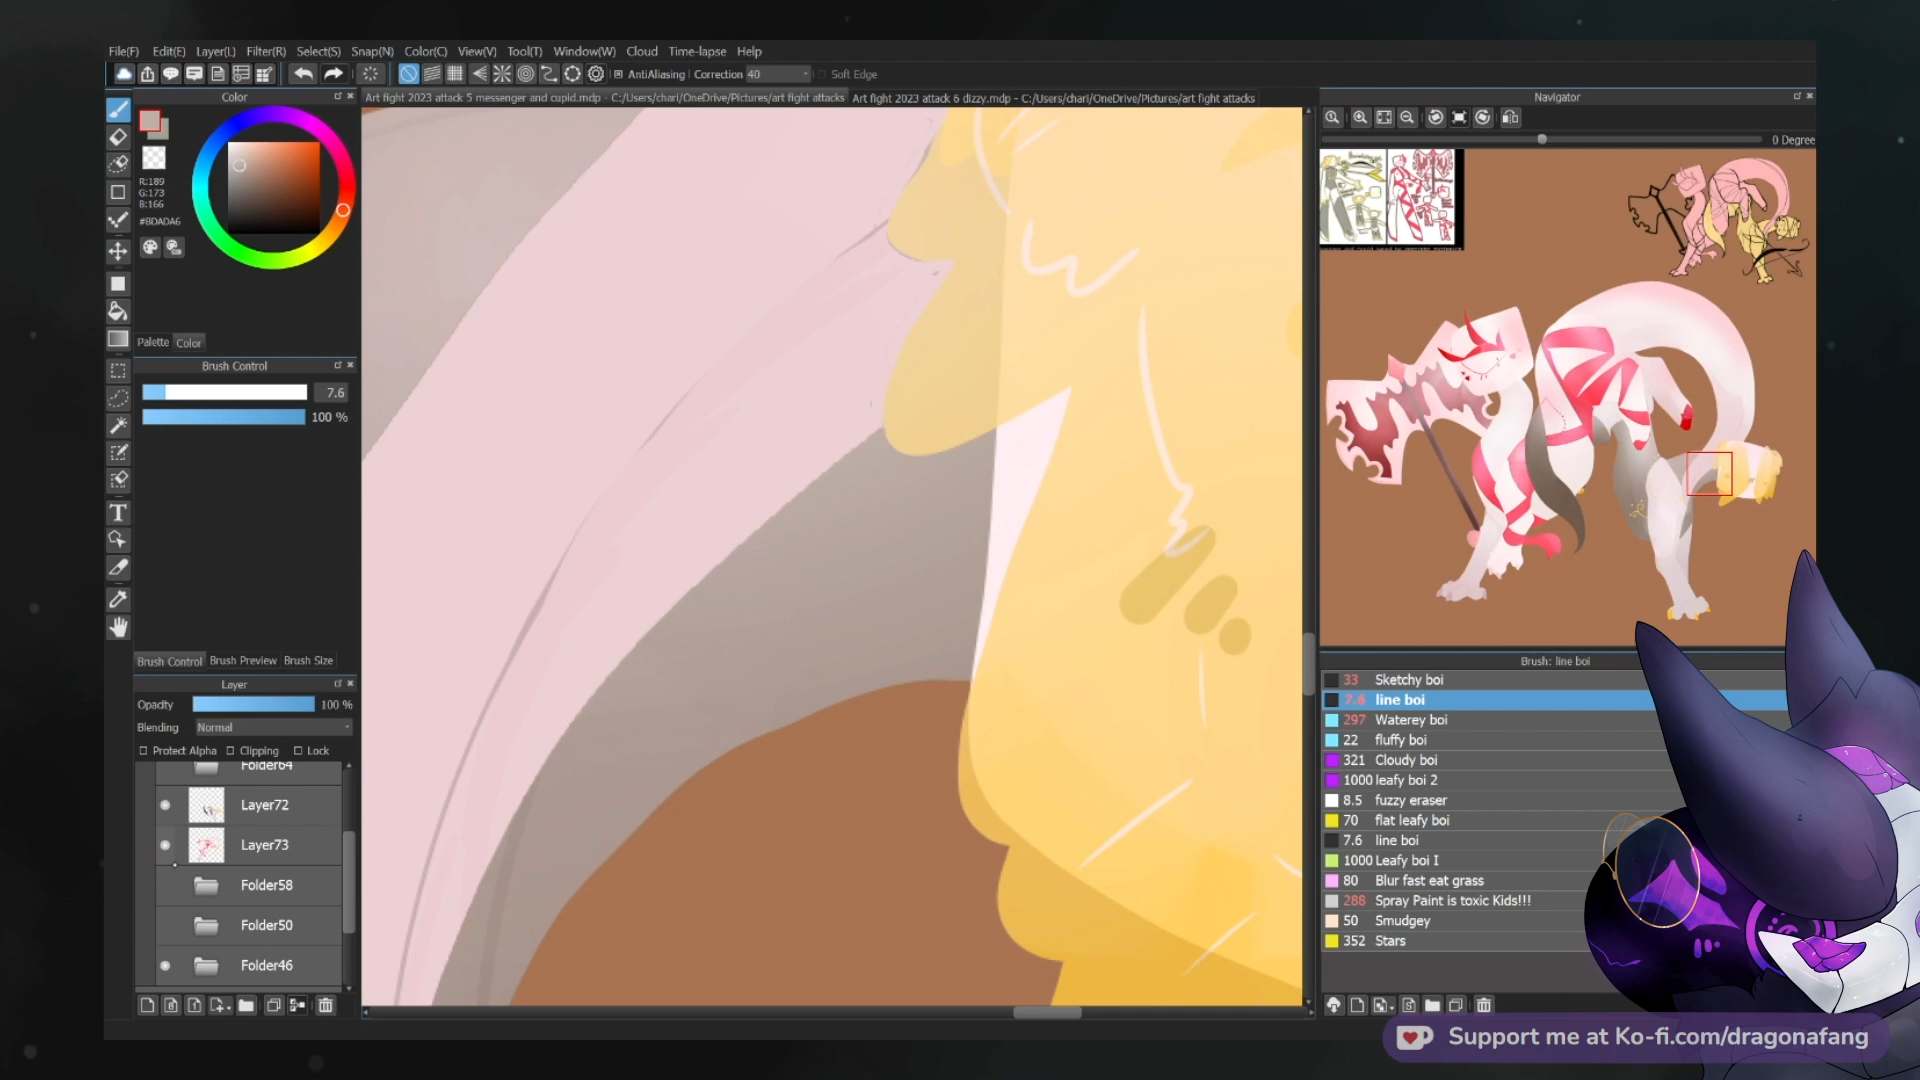 File(F) Edit(E) Layer(L) Filter(R) Select(S) Snap(N) Color(C) View(V) Tool(T) Window(W) Cloud Time-lapse Help
AntiAliasing Correction 40 Soft Edge
Color
Art fight 2023 attack 5 messenger and cupid.mdp - C:/Users/charl/OneDrive/Pictures/art fight attacks
Art fight 2023 attack 6 dizzy.mdp - C:/Users/charl/OneDrive/Pictures/art fight attacks
Navigator
0 Degree
R:189
G:173
B:166
#BDADA6
Palette Color
Brush Control
7.6
100 %
Brush Control Brush Preview Brush Size
Layer
Opacity 100 %
Blending Normal
Protect Alpha Clipping Lock
Folder64
Layer72
Layer73
Folder58
Folder50
Folder46
Brush: line boi
33 Sketchy boi
7.6 line boi
297 Waterey boi
22 fluffy boi
321 Cloudy boi
1000 leafy boi 2
8.5 fuzzy eraser
70 flat leafy boi
7.6 line boi
1000 Leafy boi I
80 Blur fast eat grass
288 Spray Paint is toxic Kids!!!
50 Smudgey
352 Stars
Support me at Ko-fi.com/dragonafang